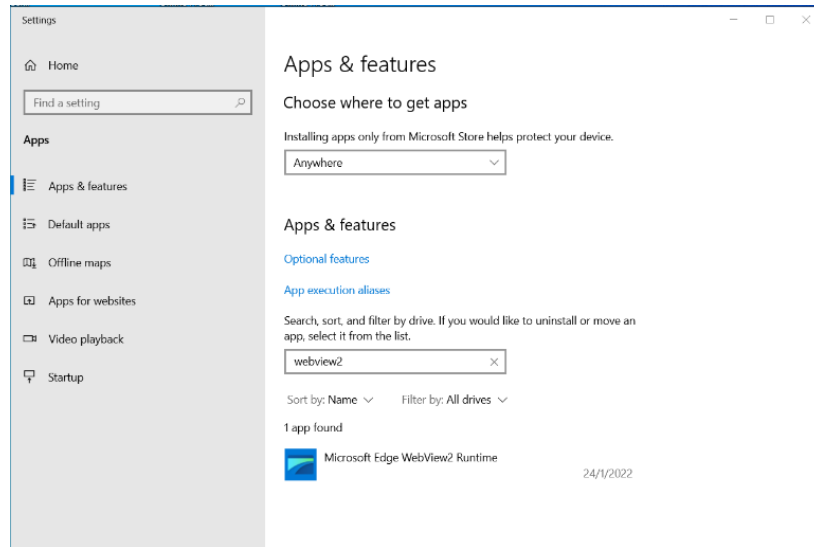 Settings
Home
Find a setting
Apps
Apps & features
Default apps
Offline maps
Apps for websites
Video playback
Startup
Apps & features
Choose where to get apps
Installing apps only from Microsoft Store helps protect your device.
Anywhere
Apps & features
Optional features
App execution aliases
Search, sort, and filter by drive. If you would like to uninstall or move an
app, select it from the list.
webview2
Sort by: Name Filter by: All drives
1 app found
Microsoft Edge WebView2 Runtime
24/1/2022